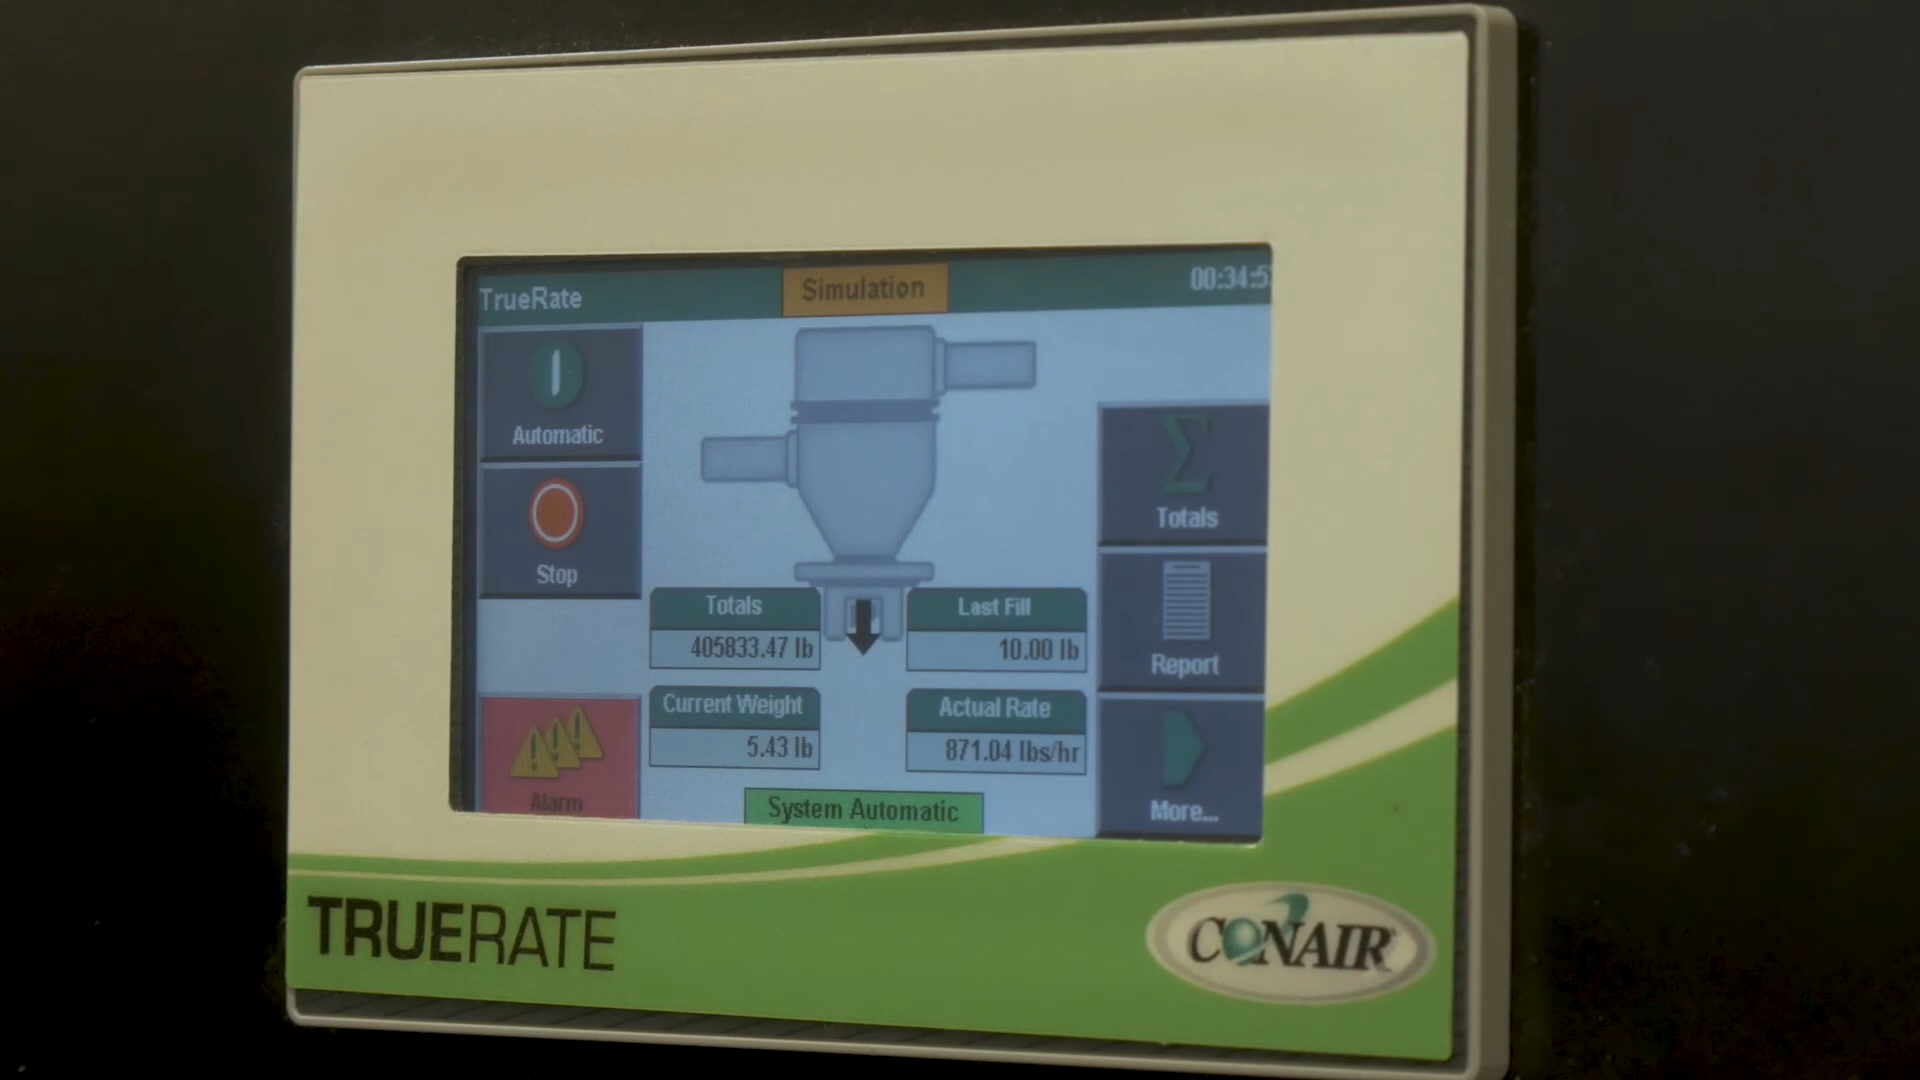 TrueRate
Simulation
00:34:5
Automatic
Stop
Totals
Report
More...
Totals
405833.47 lb
Last Fill
10.00 lb
Current Weight
5.43 lb
Actual Rate
871.04 lbs/hr
Alarm
System Automatic
TRUERATE
CONAIR